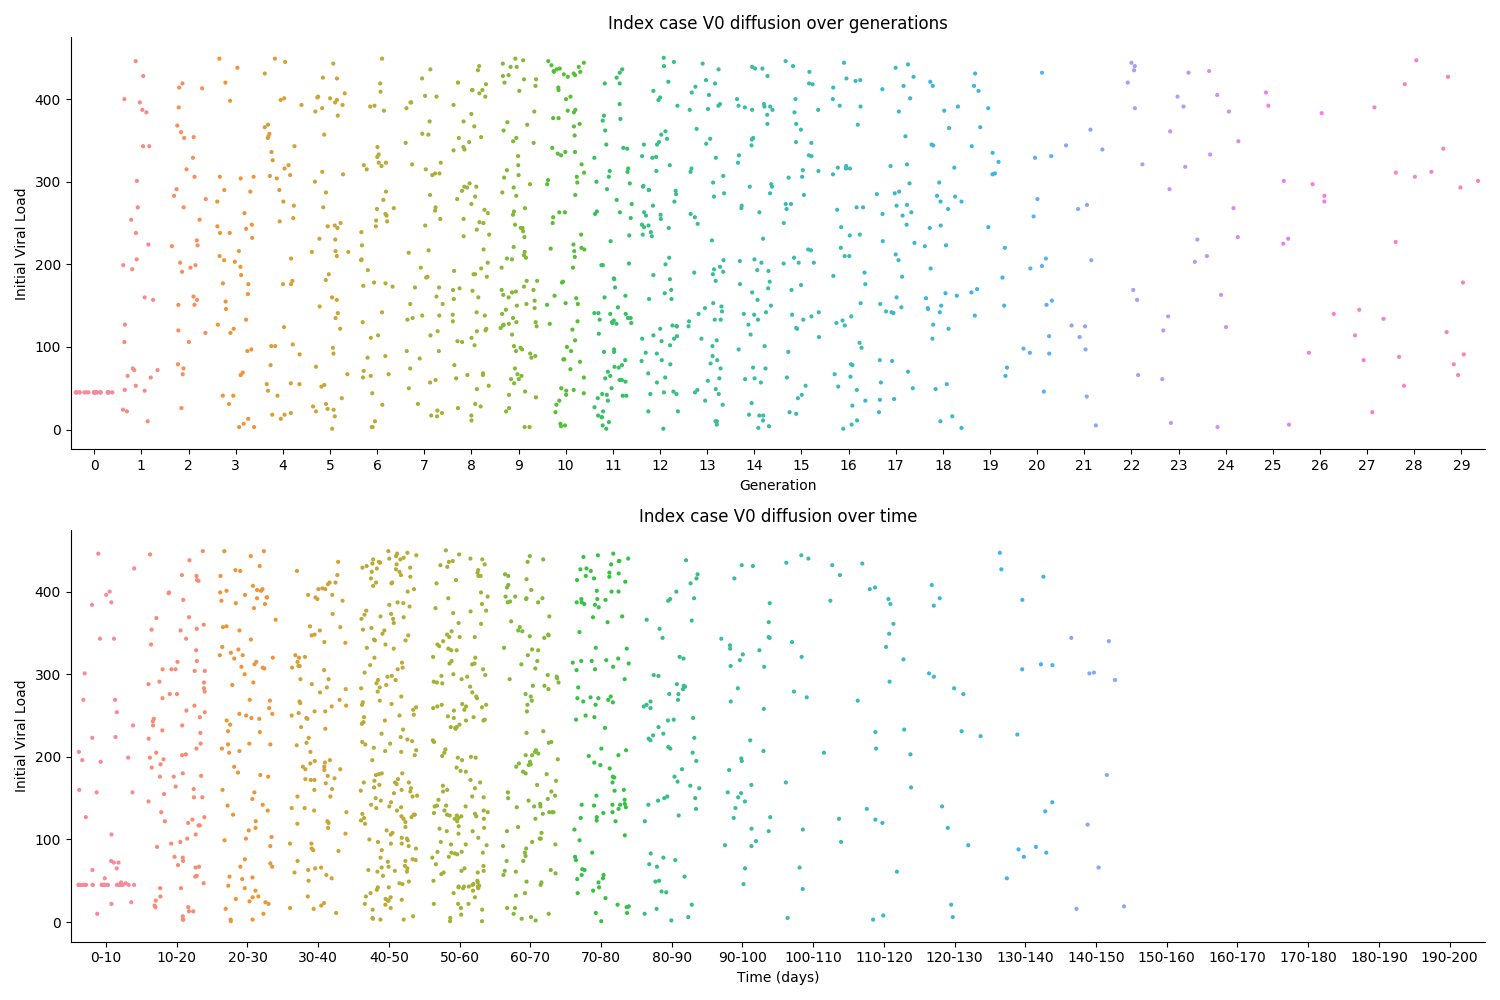 Index case V0 diffusion over generations
Initial Viral Load
400
300
200
100
0
0 1 2 3 4 5 6 7 8 9 10 11 12 13 14 15 16 17 18 19 20 21 22 23 24 25 26 27 28 29
Generation
Index case V0 diffusion over time
Initial Viral Load
400
300
200
100
0
0-10 10-20 20-30 30-40 40-50 50-60 60-70 70-80 80-90 90-100 100-110 110-120 120-130 130-140 140-150 150-160 160-170 170-180 180-190 190-200
Time (days)